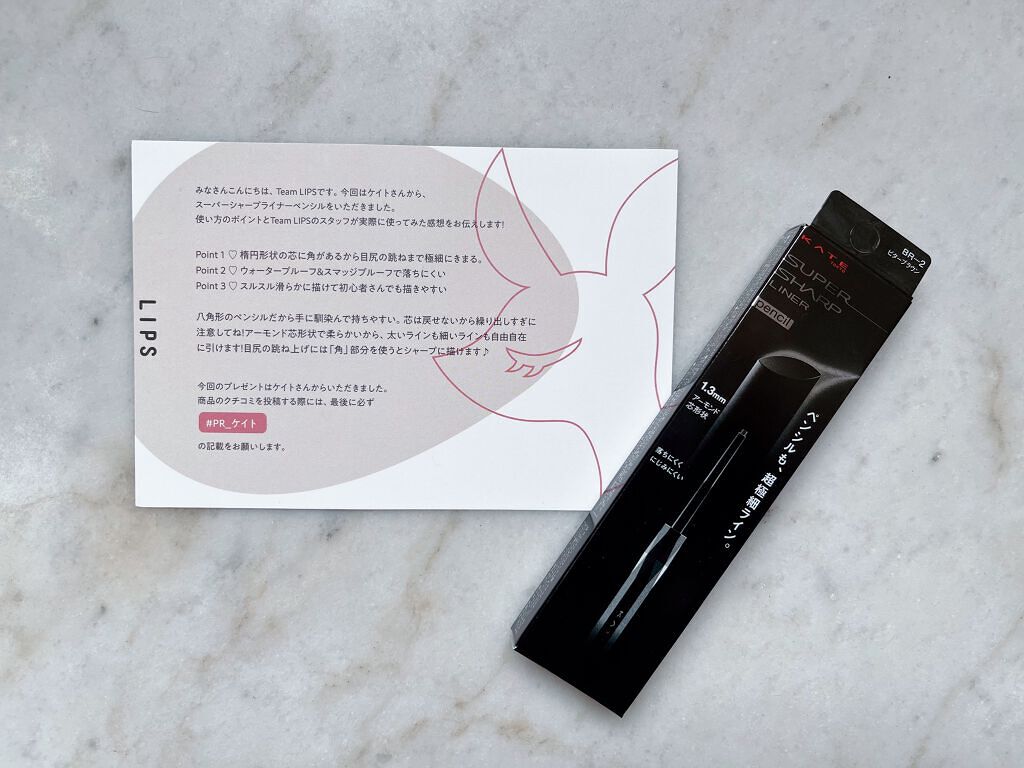 みなさんこんにちは、Team LIPSです。今回はケイトさんから、
スーパーシャープライナーペンシルをいただきました。
使い方のポイントとTeam LIPSのスタッフが実際に使ってみた感想をお伝えします!
Point 1 ♡ 楕円形状の芯に角があるから目尻の跳ねまで極細にきまる。
Point 2 ♡ ウォータープルーフ&スマッジプルーフで落ちにくい
Point 3 ♡ スルスル滑らかに描けて初心者さんでも描きやすい
八角形のペンシルだから手に馴染んで持ちやすい。芯は戻せないから繰り出しすぎに
注意してね!アーモンド芯形状で柔らかいから、太いラインも細いラインも自由自在
に引けます!目尻の跳ね上げには「角」部分を使うとシャープに描けます♪
今回のプレゼントはケイトさんからいただきました。
商品のクチコミを投稿する際には、最後に必ず
#PR_ケイト
の記載をお願いします。
LIPS
BR-2
ビターブラウン
KATE
TOKYO
SUPER
SHARP
LINER
pencil
1.3mm
アーモンド
芯形状
落ちにくく
にじみにくい
ペンシルも、超極細ライン。